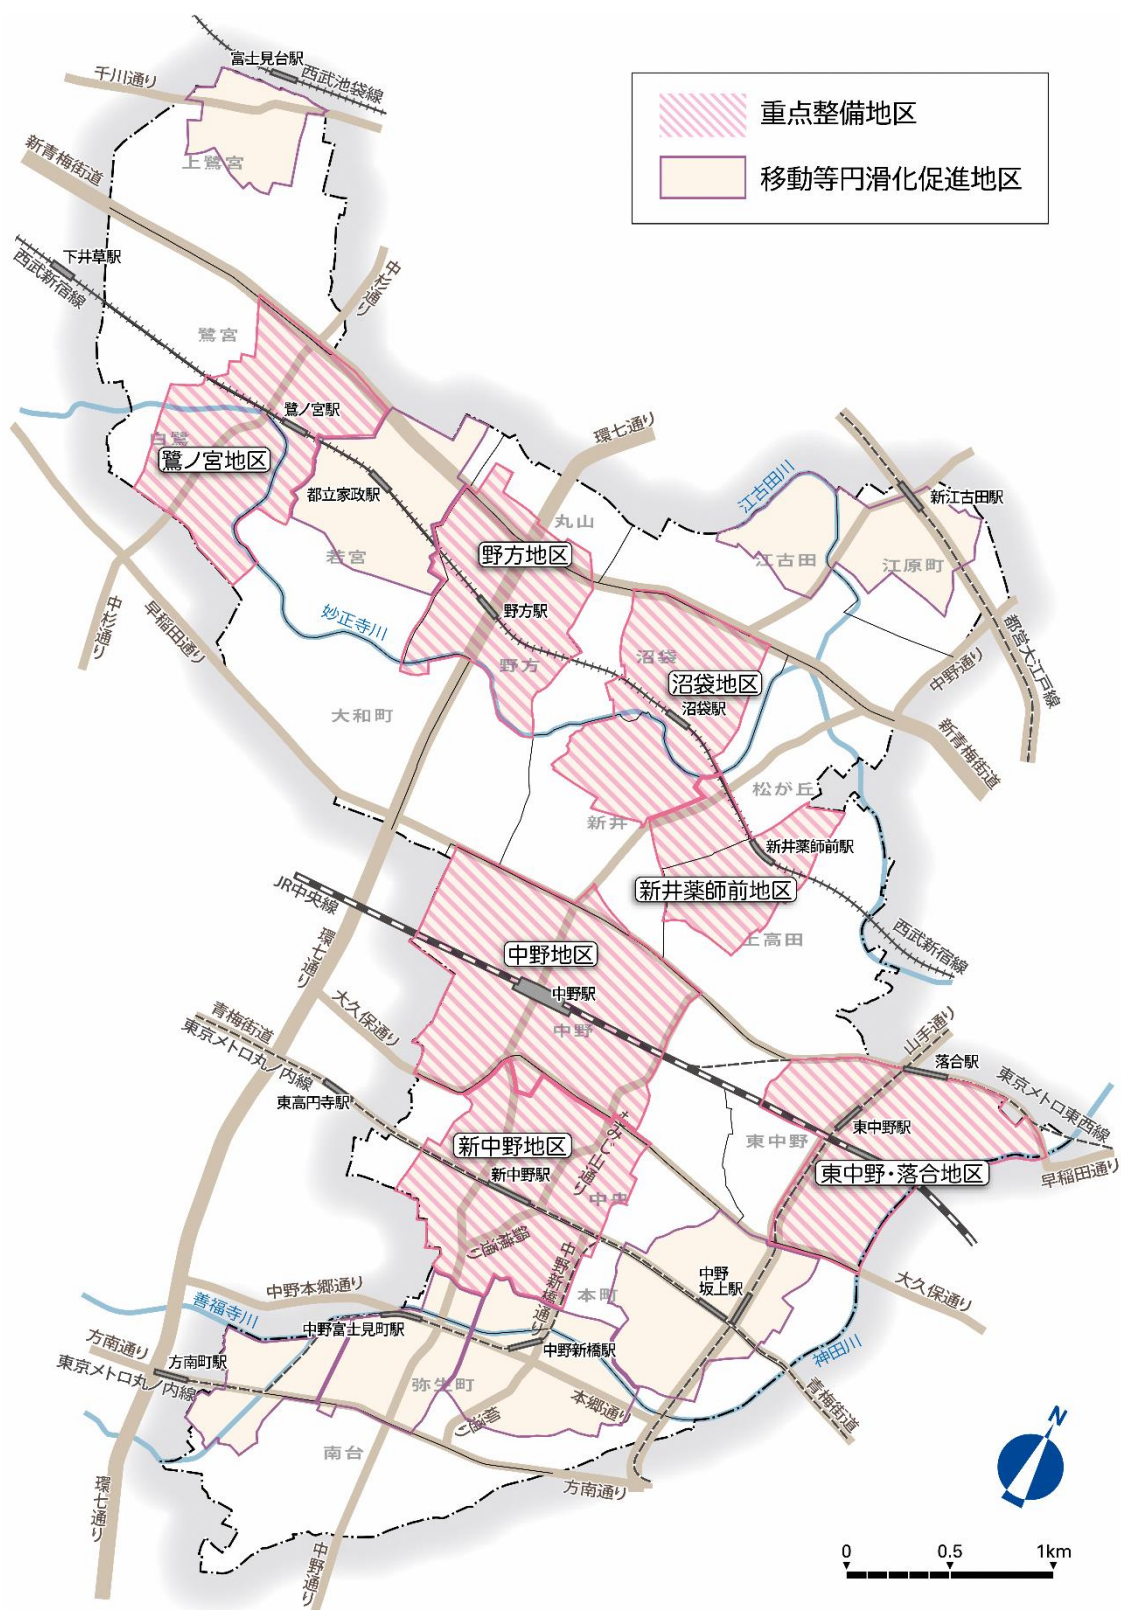 富士見台駅
西武池袋線
千川通り
重点整備地区
移動等円滑化促進地区
上鷺宮
新青梅街道
下井草駅
西武新宿線
中杉通り
鷺宮
鷺ノ宮駅
白鷺
鷺ノ宮地区
都立家政駅
若宮
環七通り
丸山
野方地区
江古田川
新江古田駅
江古田
江原町
野方駅
妙正寺川
中杉通り
早稲田通り
野方
沼袋
沼袋地区
沼袋駅
都営大江戸線
中野通り
大和町
新青梅街道
松が丘
新井
新井薬師前駅
新井薬師前地区
JR中央線
上高田
西武新宿線
環七通り
中野地区
中野駅
中野
大久保通り
青梅街道
東京メトロ丸ノ内線
東高円寺駅
山手通り
落合駅
東京メトロ東西線
東中野駅
東中野
東中野・落合地区
早稲田通り
新中野地区
新中野駅
もみじ山通り
中央
鍋横通り
中野新橋通り
本町
中野
坂上駅
大久保通り
中野本郷通り
善福寺川
中野富士見町駅
中野新橋駅
神田川
方南通り
方南町駅
東京メトロ丸ノ内線
弥生町
本郷通り
青梅街道
南台
方南通り
環七通り
中野通り
N
0
0.5
1km